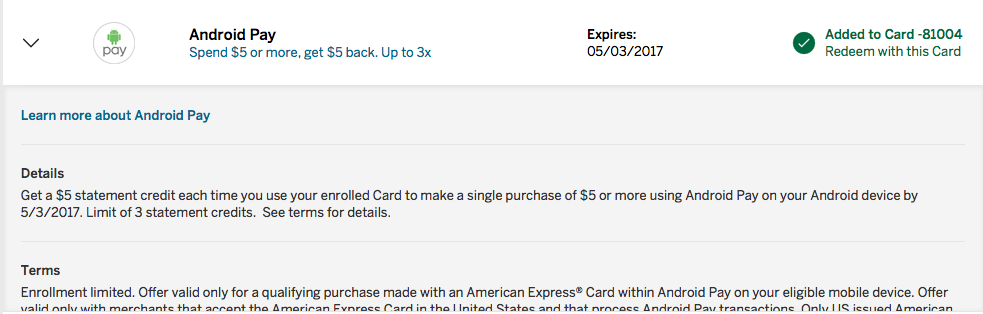 Android Pay
Spend $5 or more, get $5 back. Up to 3x
Expires:
05/03/2017
Added to Card -81004
Redeem with this Card
pay
Learn more about Android Pay
Details
Get a $5 statement credit each time you use your enrolled Card to make a single purchase of $5 or more using Android Pay on your Android device by
5/3/2017. Limit of 3 statement credits.  See terms for details.
Terms
Enrollment limited. Offer valid only for a qualifying purchase made with an American Express® Card within Android Pay on your eligible mobile device. Offer
valid only with merchants that accept the American Express Card in the United States and that process Android Pay transactions. Only US issued American